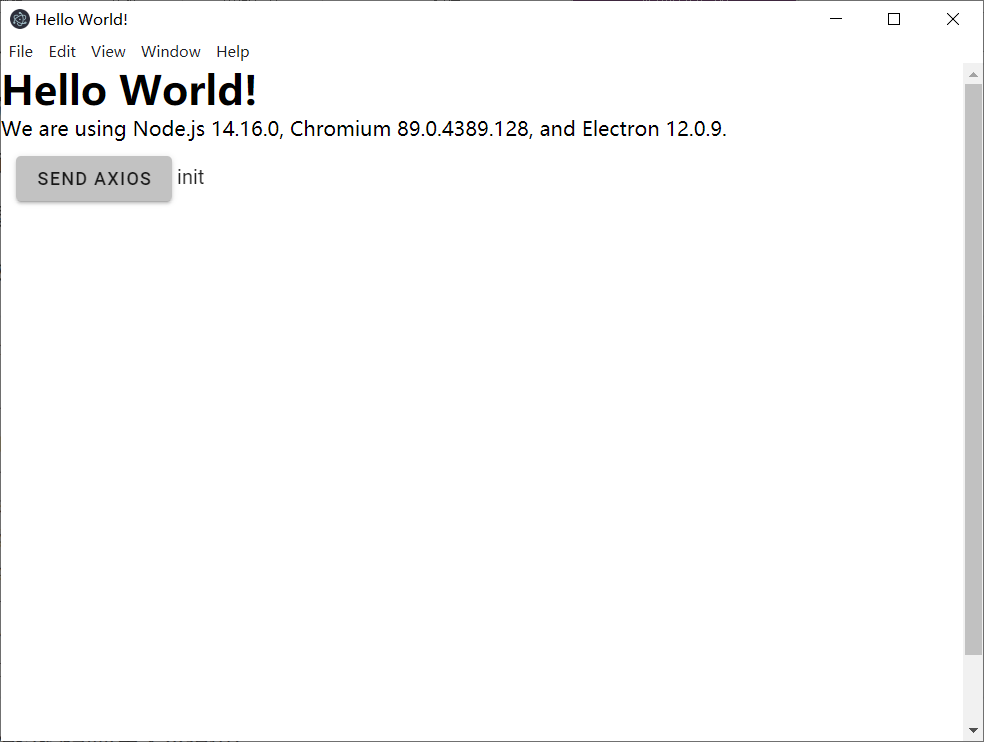 Hello World!
File Edit View Window Help
Hello World!
We are using Node.js 14.16.0, Chromium 89.0.4389.128, and Electron 12.0.9.
SEND AXIOS init